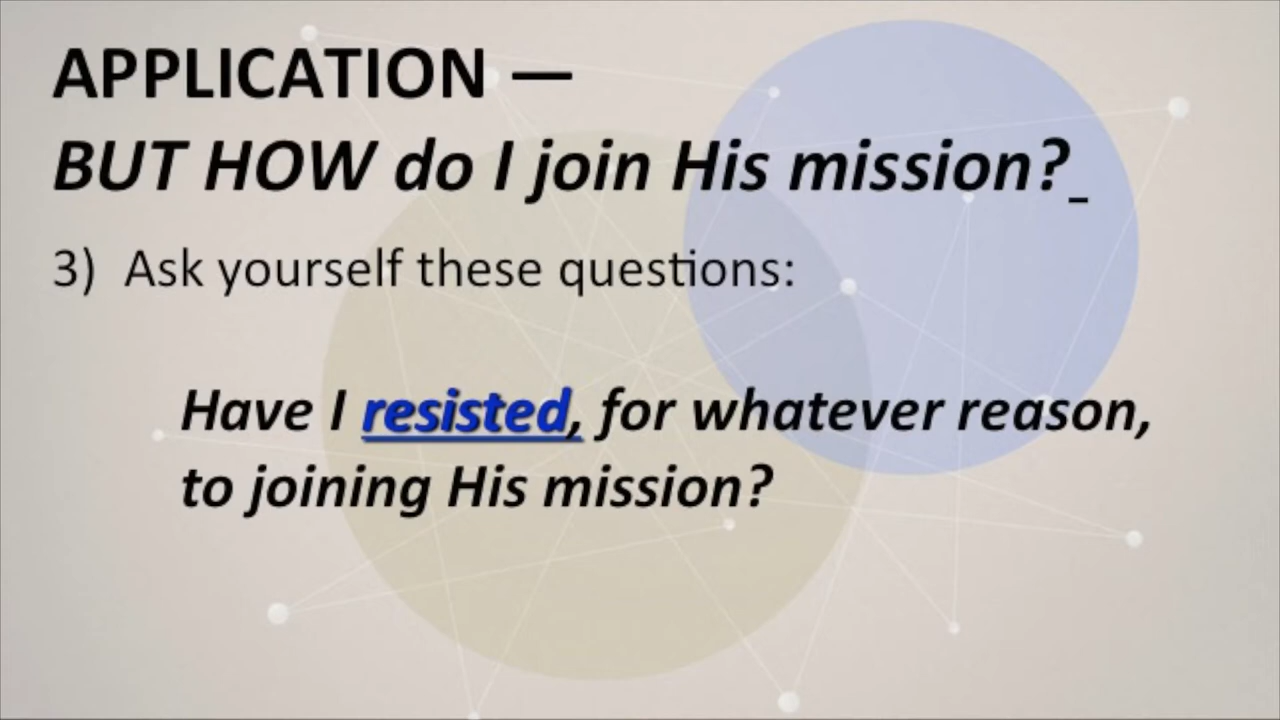 APPLICATION —
BUT HOW do I join His mission?
3) Ask yourself these questions:
Have I resisted, for whatever reason,
to joining His mission?